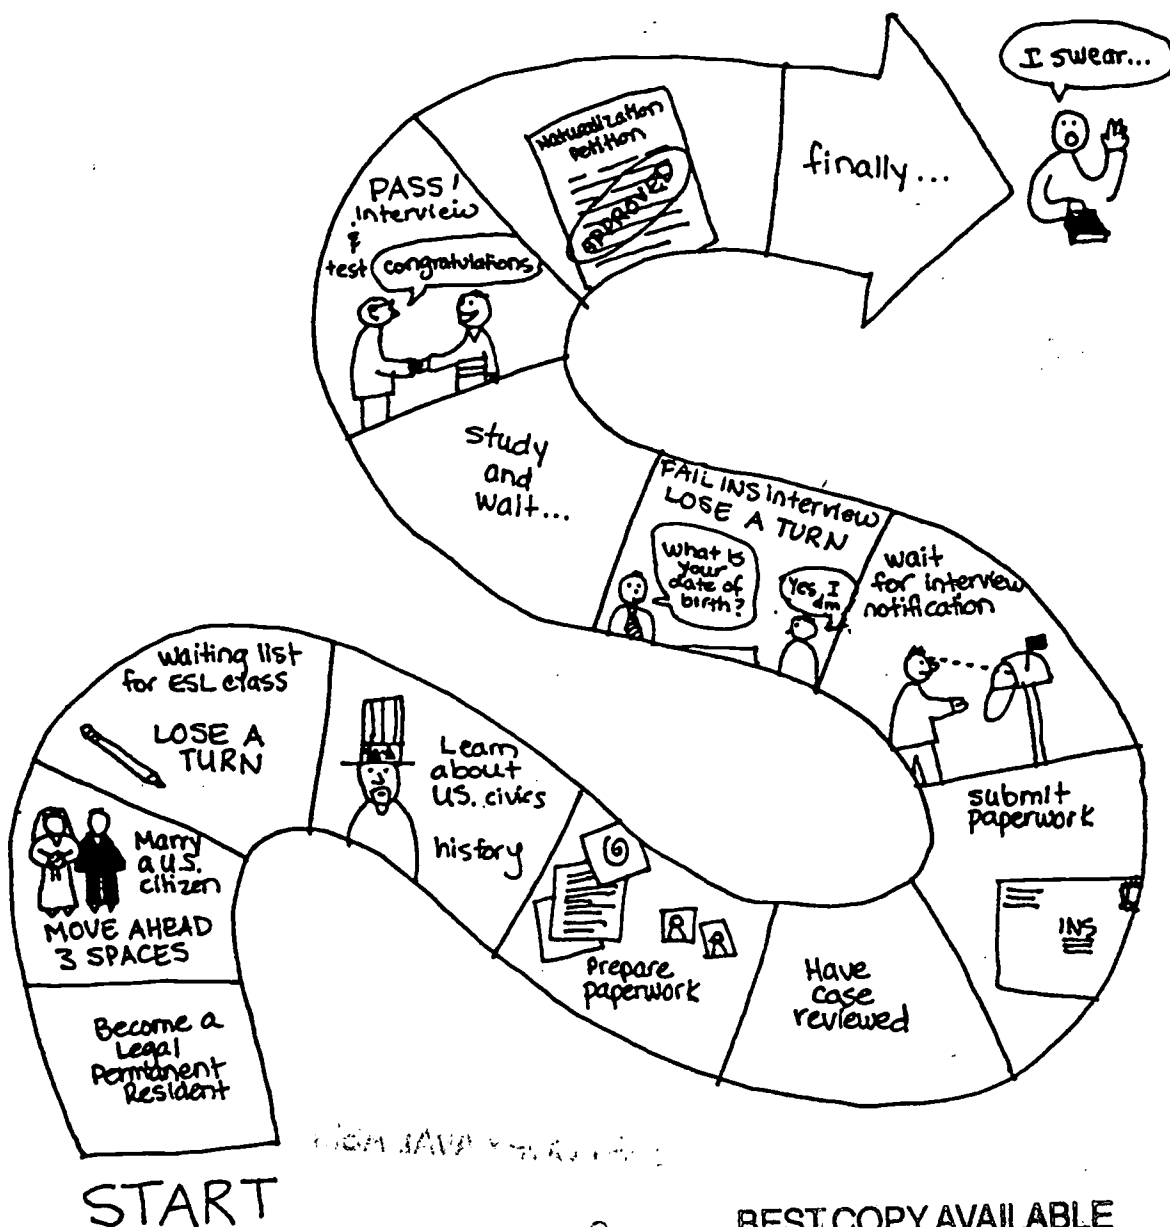 START
Become a
Legal
Permanent
Resident
Marry
a U.S.
citizen
MOVE AHEAD
3 SPACES
waiting list
for ESL class
LOSE A
TURN
Learn
about
U.S. civics
history
Prepare
paperwork
Have
case
reviewed
submit
paperwork
INS
wait
for interview
notification
FAIL INS interview
LOSE A TURN
What is
your
date of
birth?
Yes, I
am
study
and
wait...
PASS!
interview
&
test
congratulations
Naturalization
Petition
APPROVED
finally...
I swear...
BEST COPY AVAILABLE